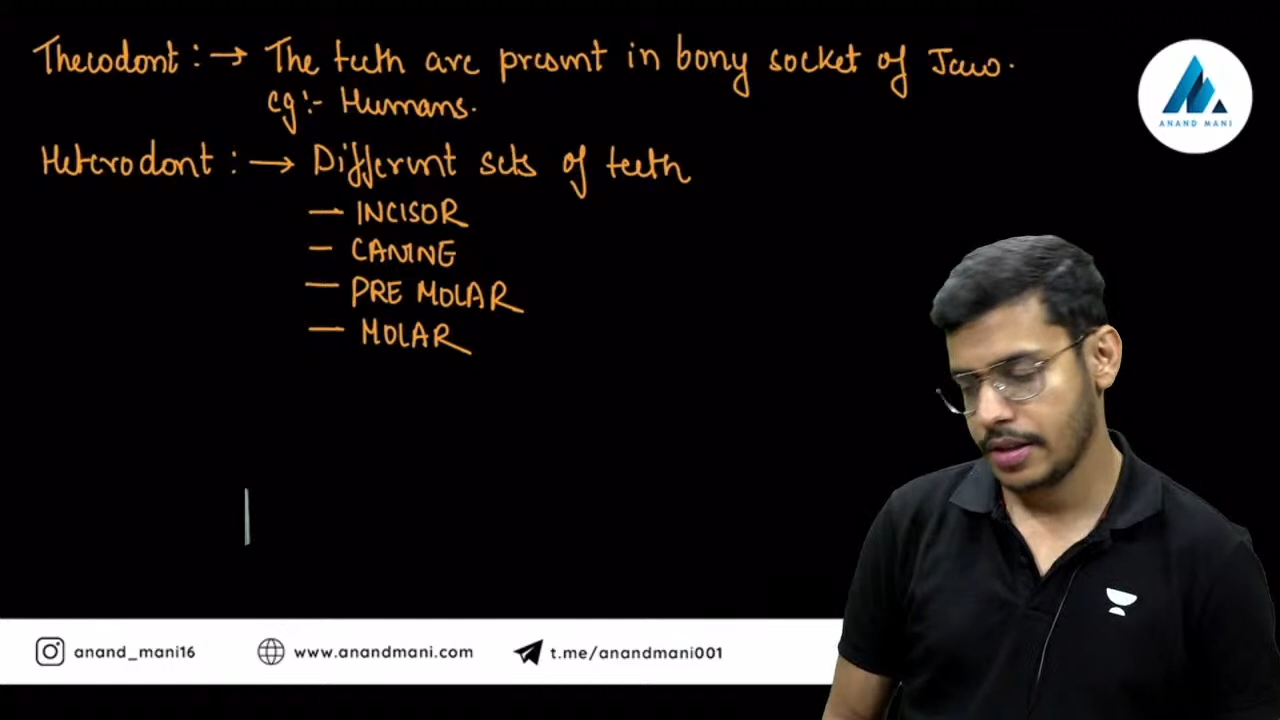 Thecodont :→ The teeth are present in bony socket of Jaw.
eg:- Humans.
Heterodont :→ Different sets of teeth
— INCISOR
— CANINE
— PRE MOLAR
— MOLAR
ANAND MANI
anand_mani16
www.anandmani.com
t.me/anandmani001